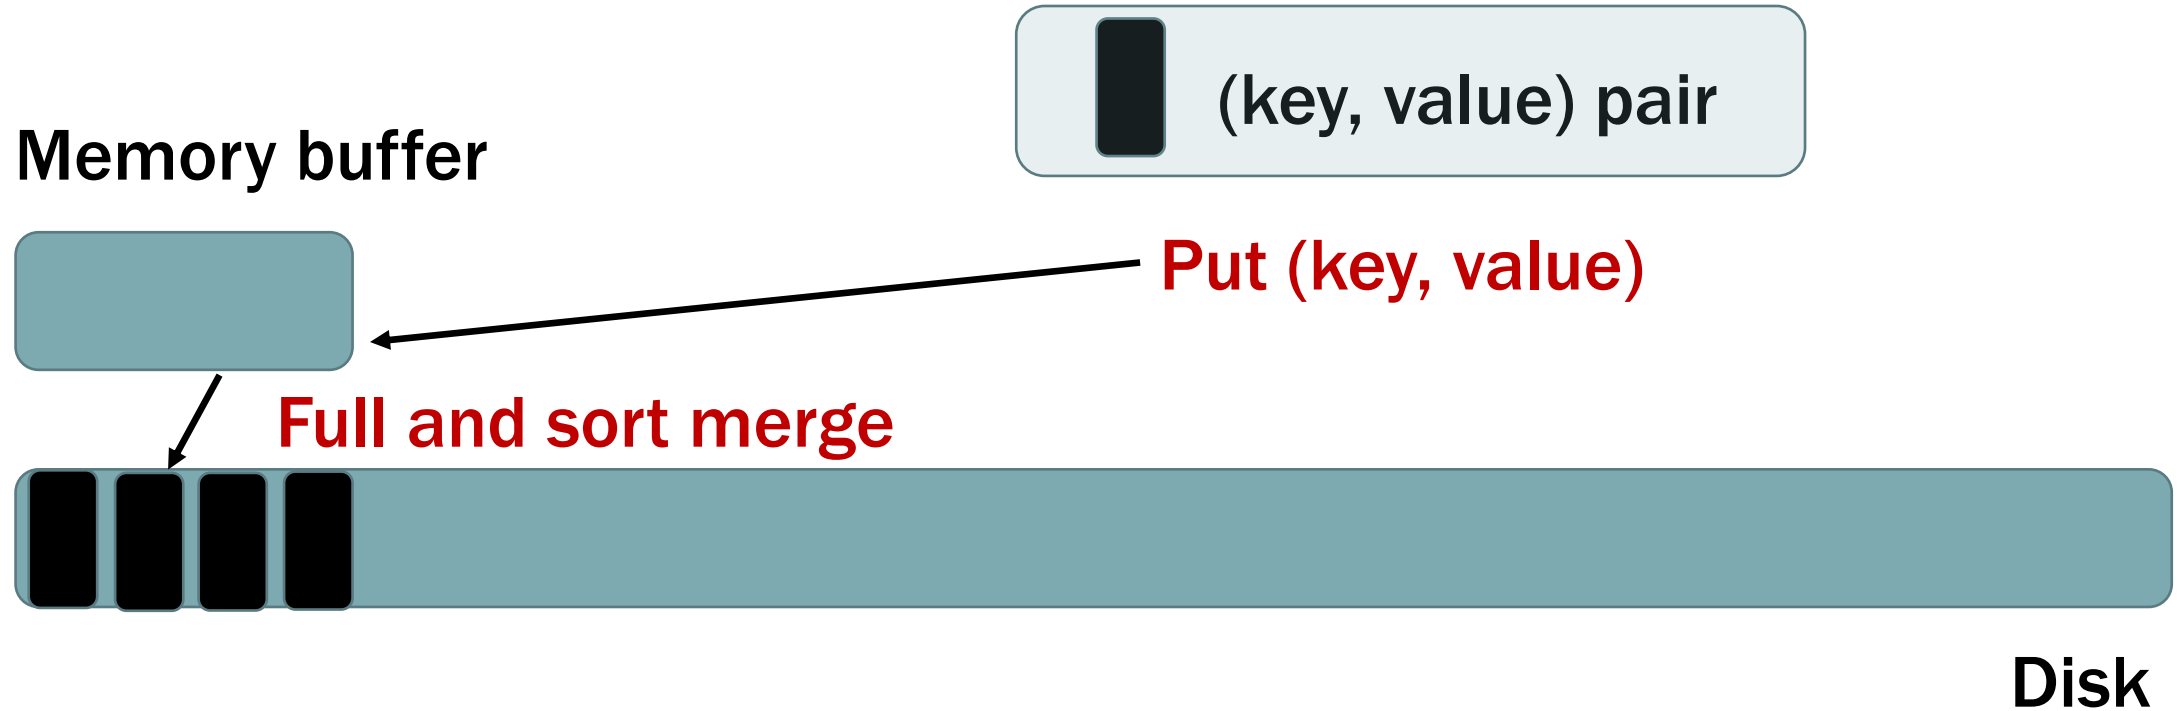 (key, value) pair
Memory buffer
Put (key, value)
Full and sort merge
Disk